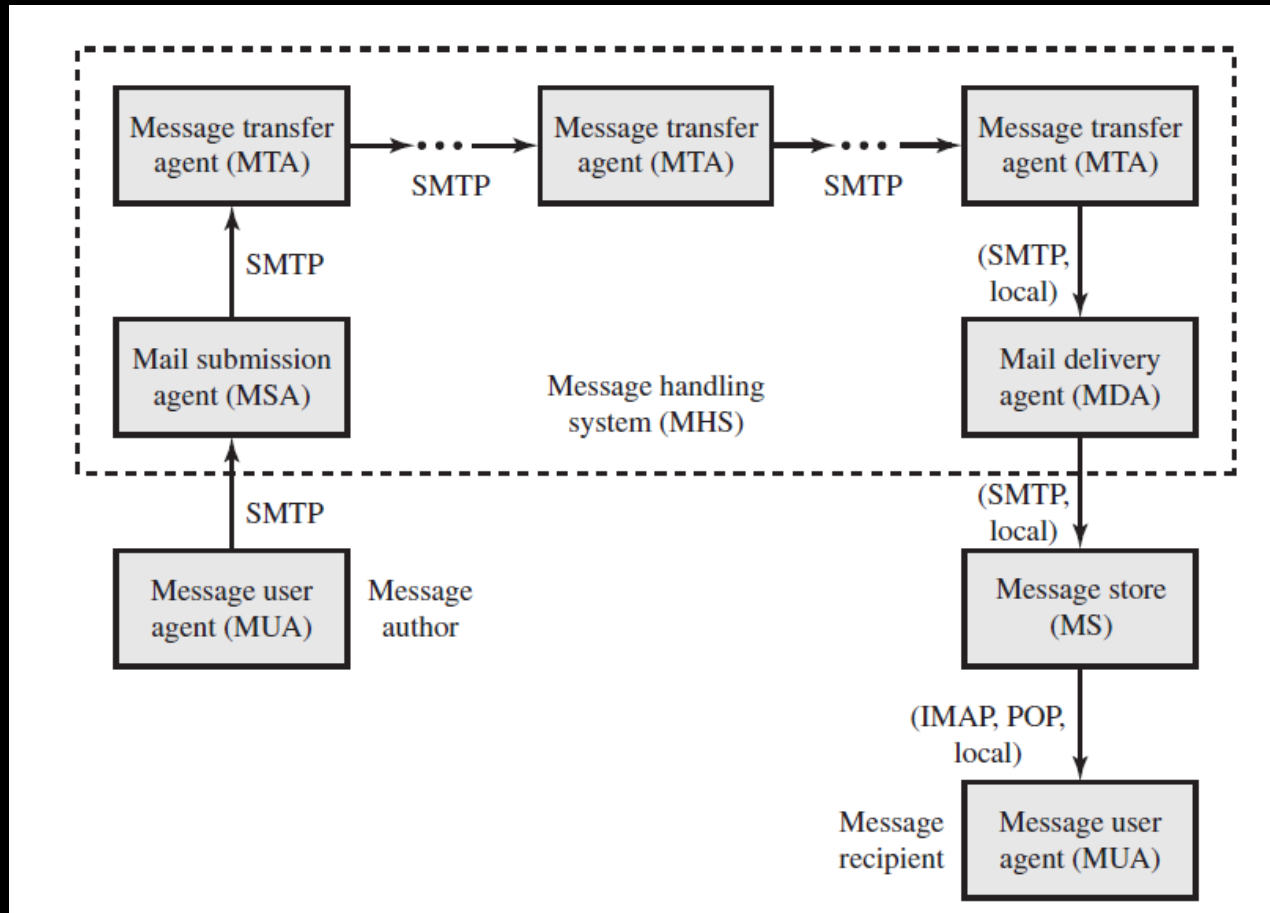 Message transfer
agent (MTA)
SMTP
Message transfer
agent (MTA)
SMTP
Message transfer
agent (MTA)
SMTP
(SMTP,
local)
Mail submission
agent (MSA)
Message handling
system (MHS)
Mail delivery
agent (MDA)
SMTP
(SMTP,
local)
Message user
agent (MUA)
Message
author
Message store
(MS)
(IMAP, POP,
local)
Message
recipient
Message user
agent (MUA)